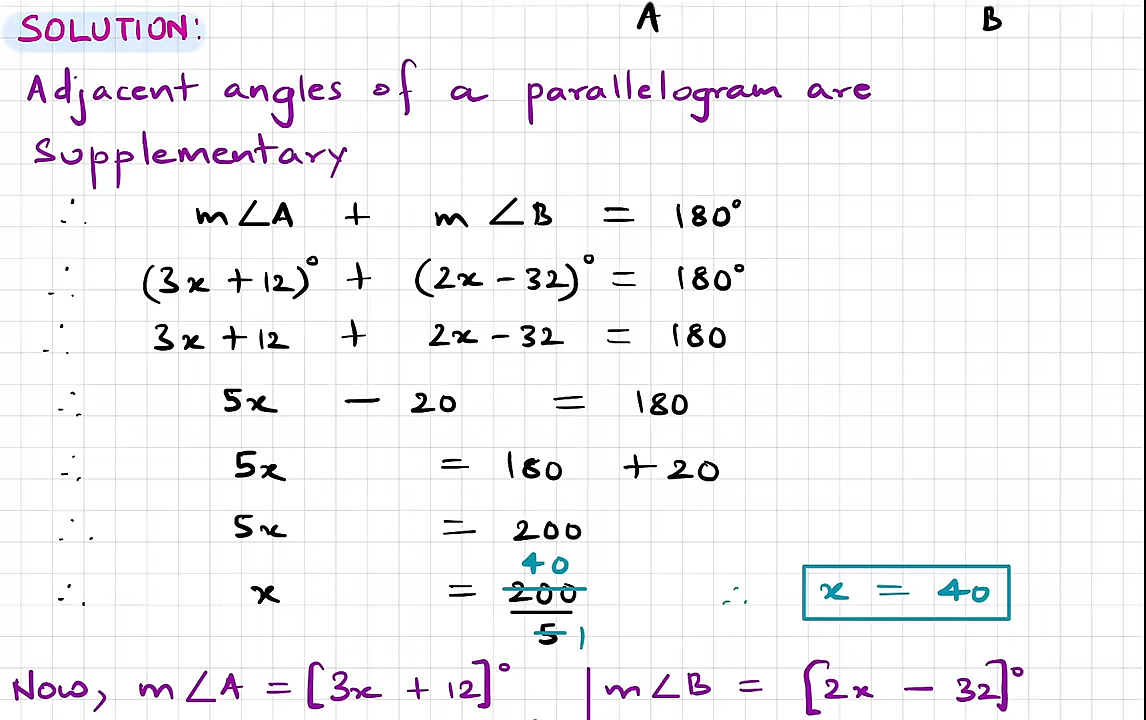 SOLUTION:
A B
Adjacent angles of a parallelogram are
Supplementary
∴ m∠A + m∠B = 180°
∴ (3x + 12)° + (2x - 32)° = 180°
∴ 3x + 12 + 2x - 32 = 180
∴ 5x - 20 = 180
∴ 5x = 180 + 20
∴ 5x = 200
40
∴ x = 200 ∴ x = 40
5 1
Now, m∠A = [3x + 12]° | m∠B = [2x - 32]°